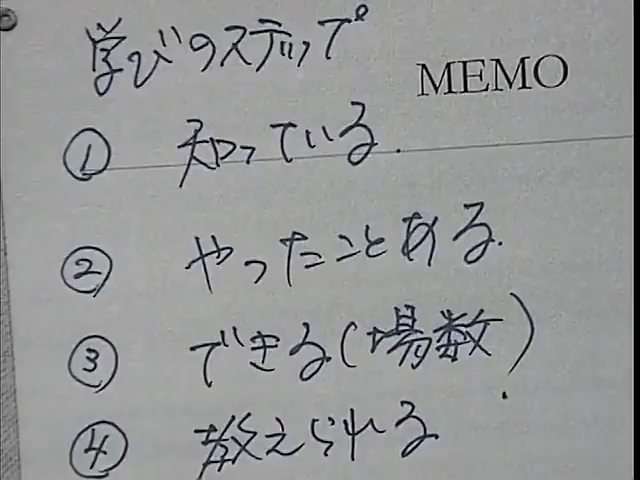 学びのステップ
MEMO
① 知っている.
② やったことある.
③ できる(場数).
④ 教えられる